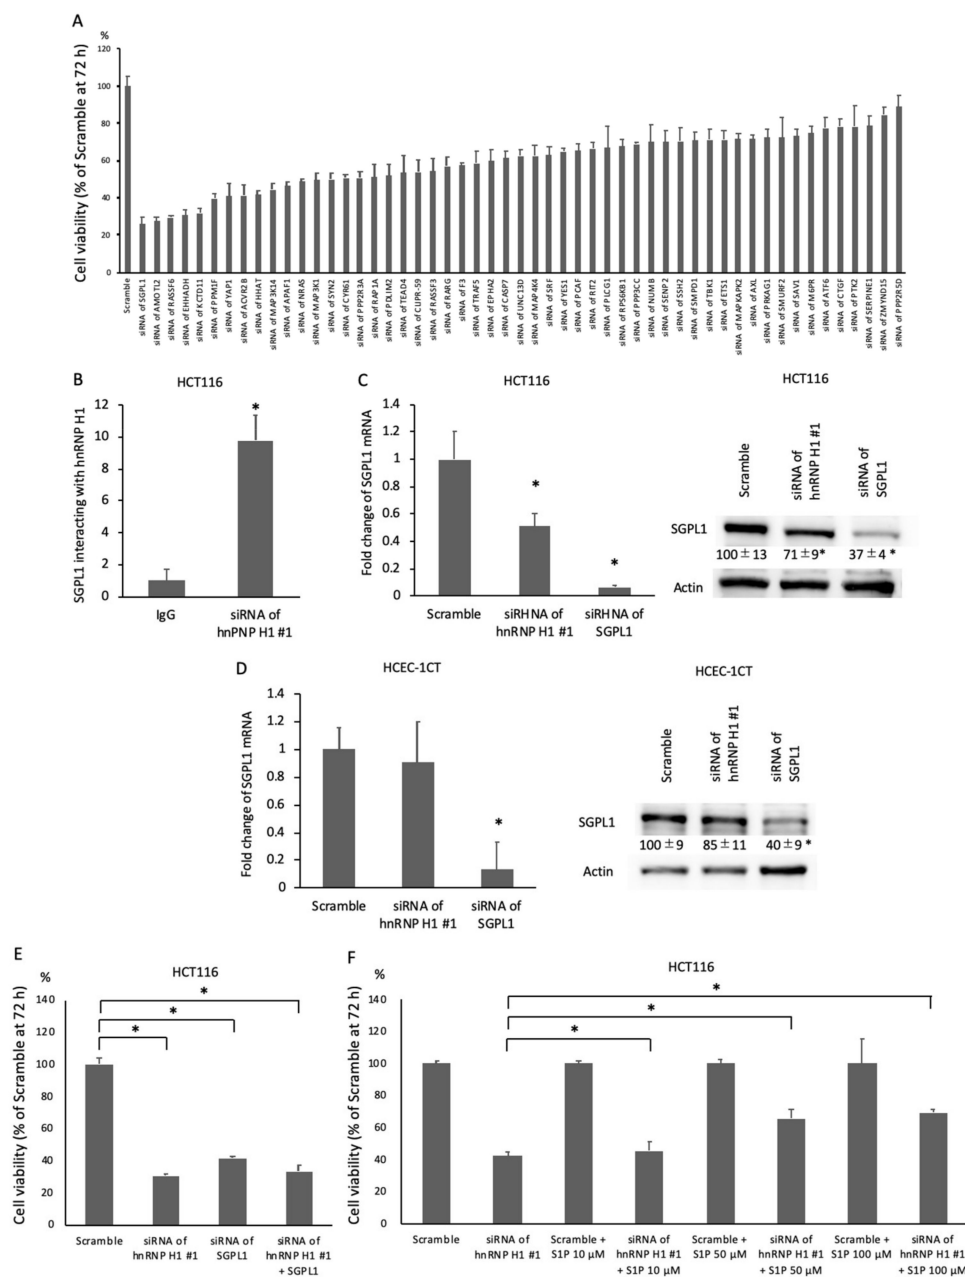 A
%
Cell viability (% of Scramble at 72 h)
120
100
80
60
40
20
0
Scramble
siRNA of SGPL1
siRNA of AMOTL2
siRNA of RASSF6
siRNA of EHHADH
siRNA of KCTD11
siRNA of PPM1F
siRNA of YAP1
siRNA of ACVR2B
siRNA of HHAT
siRNA of MAP3K14
siRNA of APAF1
siRNA of NRAS
siRNA of MAP3K1
siRNA of SYN2
siRNA of CYR61
siRNA of PPP2R3A
siRNA of RAP1A
siRNA of PDLIM2
siRNA of TEAD4
siRNA of CLIPR-59
siRNA of RASSF3
siRNA of RARG
siRNA of F3
siRNA of TRAF5
siRNA of EPHA2
siRNA of CASP7
siRNA of UNC13D
siRNA of MAP4K4
siRNA of SRF
siRNA of YES1
siRNA of PCAF
siRNA of RIT2
siRNA of PLCG1
siRNA of RPS6KB1
siRNA of PPP3CC
siRNA of NUMB
siRNA of SENP2
siRNA of SSH2
siRNA of SMPD1
siRNA of TBK1
siRNA of ETS1
siRNA of MAPKAPK2
siRNA of AXL
siRNA of PRKAG1
siRNA of SMURF2
siRNA of SAV1
siRNA of M6PR
siRNA of ATF6
siRNA of CTGF
siRNA of PTK2
siRNA of SERPINE1
siRNA of ZMYND15
siRNA of PPP2R5D
B
HCT116
SGPL1 interacting with hnRNP H1
12
10
8
6
4
2
0
*
IgG
siRNA of
hnPNP H1 #1
C
HCT116
Fold change of SGPL1 mRNA
1.4
1.2
1
0.8
0.6
0.4
0.2
0
*
*
Scramble
siRHNA of
hnRNP H1 #1
siRHNA of
SGPL1
HCT116
Scramble
siRNA of
hnRNP H1 #1
siRNA of
SGPL1
SGPL1
100 ± 13 71 ± 9* 37 ± 4 *
Actin
D
HCEC-1CT
Fold change of SGPL1 mRNA
1.4
1.2
1
0.8
0.6
0.4
0.2
0
*
Scramble
siRNA of
hnRNP H1 #1
siRNA of
SGPL1
HCEC-1CT
Scramble
siRNA of
hnRNP H1 #1
siRNA of
SGPL1
SGPL1
100 ± 9 85 ± 11 40 ± 9 *
Actin
E
%
HCT116
Cell viability (% of Scramble at 72 h)
140
120
100
80
60
40
20
0
*
*
*
Scramble
siRNA of
hnRNP H1 #1
siRNA of
SGPL1
siRNA of
hnRNP H1 #1
+ SGPL1
F
%
HCT116
Cell viability (% of Scramble at 72 h)
140
120
100
80
60
40
20
0
*
*
*
Scramble
siRNA of
hnRNP H1 #1
Scramble +
S1P 10 μM
siRNA of
hnRNP H1 #1
+ S1P 10 μM
Scramble +
S1P 50 μM
siRNA of
hnRNP H1 #1
+ S1P 50 μM
Scramble +
S1P 100 μM
siRNA of
hnRNP H1 #1
+ S1P 100 μM